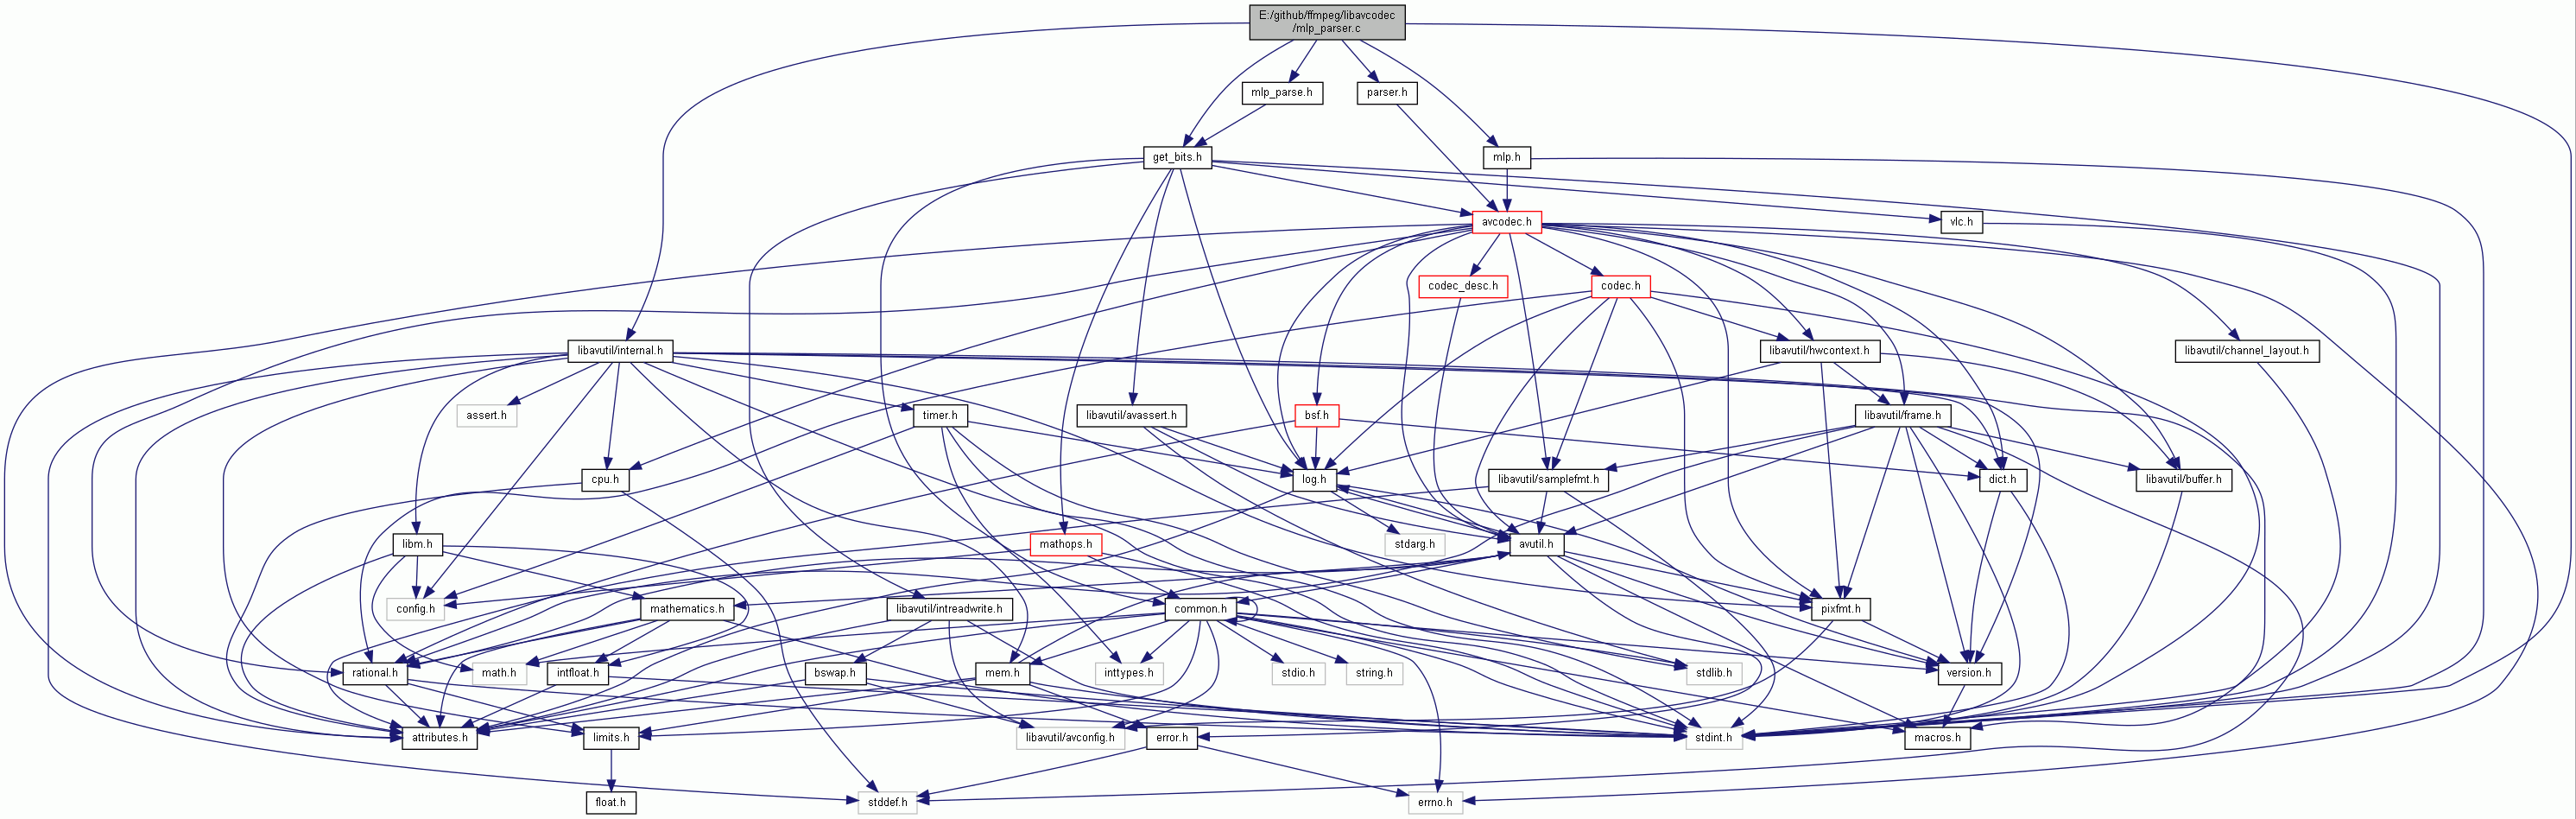 E:/github/ffmpeg/libavcodec
/mlp_parser.c
mlp_parse.h
parser.h
get_bits.h
mlp.h
avcodec.h
vlc.h
codec_desc.h
codec.h
libavutil/internal.h
libavutil/hwcontext.h
libavutil/channel_layout.h
assert.h
timer.h
libavutil/avassert.h
bsf.h
libavutil/frame.h
cpu.h
log.h
libavutil/samplefmt.h
dict.h
libavutil/buffer.h
libm.h
mathops.h
stdarg.h
avutil.h
config.h
mathematics.h
libavutil/intreadwrite.h
common.h
pixfmt.h
rational.h
math.h
intfloat.h
bswap.h
mem.h
inttypes.h
stdio.h
string.h
stdlib.h
version.h
attributes.h
limits.h
libavutil/avconfig.h
error.h
stdint.h
macros.h
float.h
stddef.h
errno.h